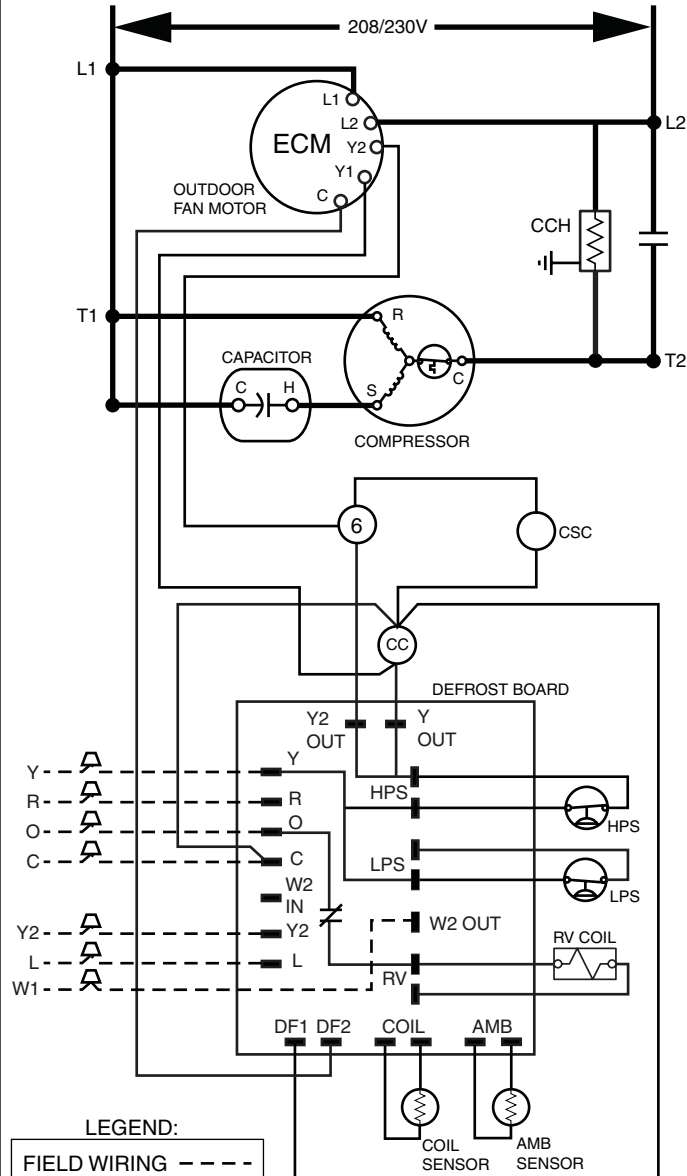 208/230V
L1
L1
L2
L2
ECM
Y2
Y1
C
OUTDOOR
FAN MOTOR
CCH
T1
R
CAPACITOR
C H
S
C
T2
COMPRESSOR
6
CSC
CC
DEFROST BOARD
Y2
OUT
Y
OUT
Y
Y
R
R
HPS
HPS
O
O
C
C
LPS
LPS
W2
IN
W2 OUT
Y2
Y2
RV COIL
L
L
RV
W1
DF1 DF2 COIL AMB
COIL
SENSOR
AMB
SENSOR
LEGEND:
FIELD WIRING